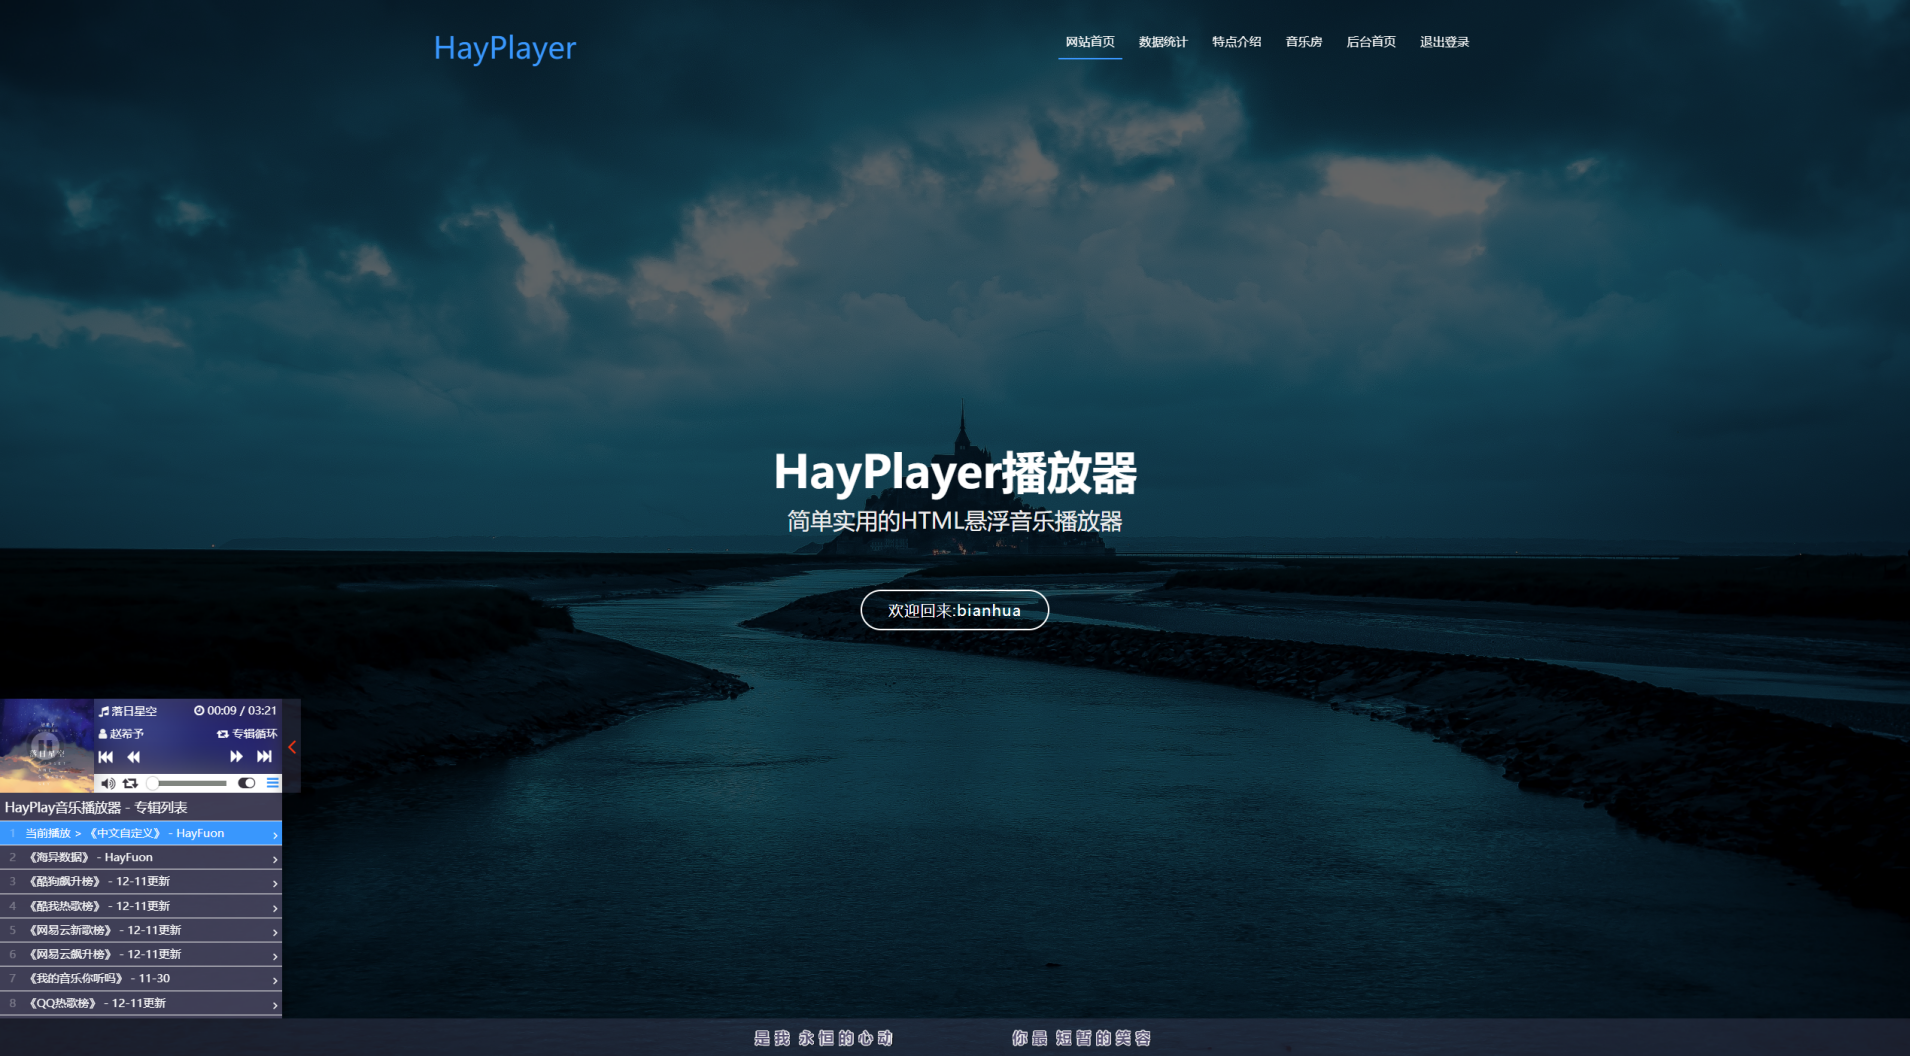 HayPlayer
网站首页 数据统计 特点介绍 音乐房 后台首页 退出登录
HayPlayer播放器
简单实用的HTML悬浮音乐播放器
欢迎回来:bianhua
落日星空 00:09 / 03:21
赵希予 专辑循环
HayPlay音乐播放器 - 专辑列表
1 当前播放 > 《中文自定义》 - HayFuon
2 《海异数据》 - HayFuon
3 《酷狗飙升榜》 - 12-11更新
4 《酷我热歌榜》 - 12-11更新
5 《网易云新歌榜》 - 12-11更新
6 《网易云飙升榜》 - 12-11更新
7 《我的音乐你听吗》 - 11-30
8 《QQ热歌榜》 - 12-11更新
是我 永恒的心动 你最 短暂的笑容